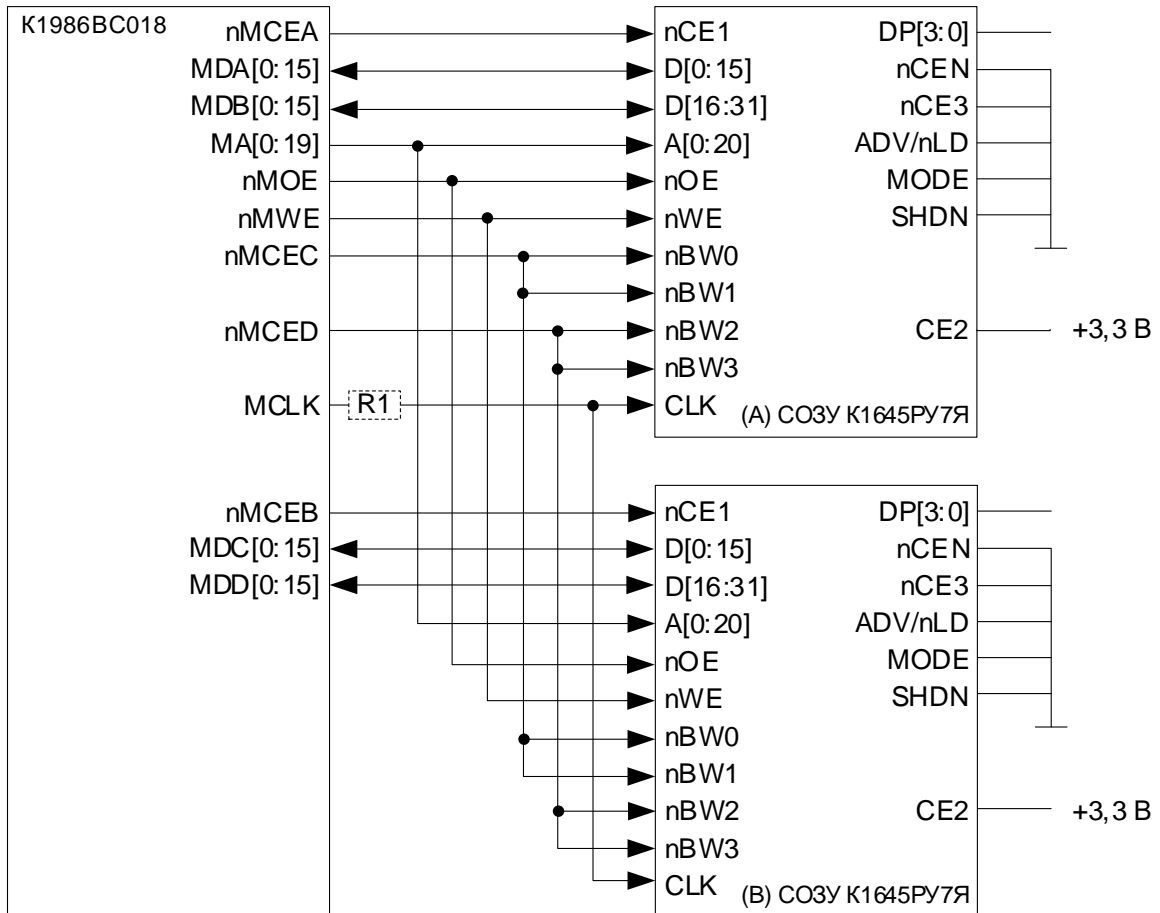 К1986ВС018
nMCEA
MDA[0:15]
MDB[0:15]
MA[0:19]
nMOE
nMWE
nMCEC
nMCED
MCLK
R1
nMCEB
MDC[0:15]
MDD[0:15]
nCE1
D[0:15]
D[16:31]
A[0:20]
nOE
nWE
nBW0
nBW1
nBW2
nBW3
CLK
DP[3:0]
nCEN
nCE3
ADV/nLD
MODE
SHDN
CE2
+3,3 В
(А) СОЗУ К1645РУ7Я
nCE1
D[0:15]
D[16:31]
A[0:20]
nOE
nWE
nBW0
nBW1
nBW2
nBW3
CLK
DP[3:0]
nCEN
nCE3
ADV/nLD
MODE
SHDN
CE2
+3,3 В
(В) СОЗУ К1645РУ7Я